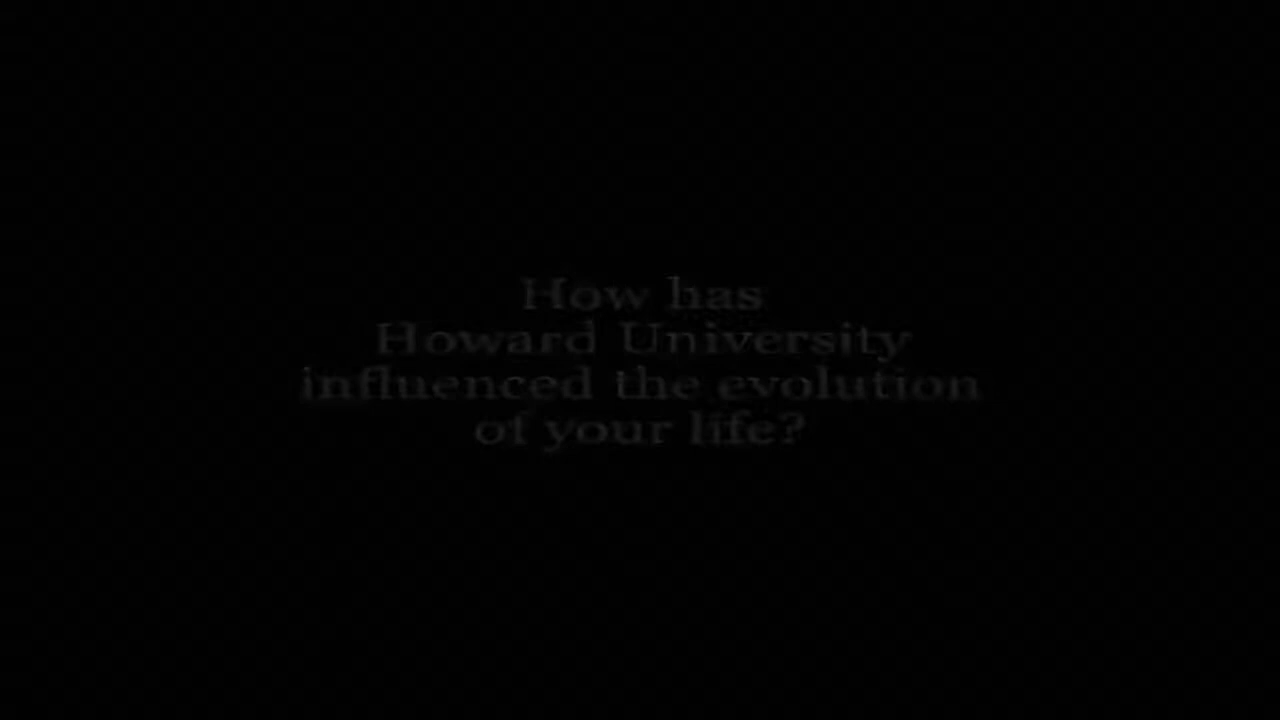 How has
Howard University
influenced the evolution
of your life?